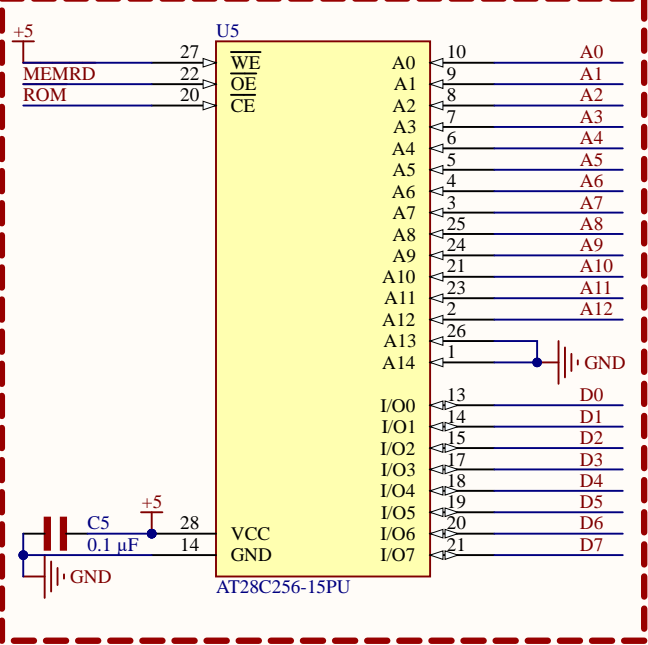 +5 U5
27 WE A0 10 A0
MEMRD 22 OE A1 9 A1
ROM 20 CE A2 8 A2
A3 7 A3
A4 6 A4
A5 5 A5
A6 4 A6
A7 3 A7
A8 25 A8
A9 24 A9
A10 21 A10
A11 23 A11
A12 2 A12
A13 26
A14 1 GND
I/O0 13 D0
I/O1 14 D1
I/O2 15 D2
I/O3 17 D3
I/O4 18 D4
I/O5 19 D5
+5
C5 28 VCC I/O6 20 D6
0.1 µF 14 GND I/O7 21 D7
GND
AT28C256-15PU